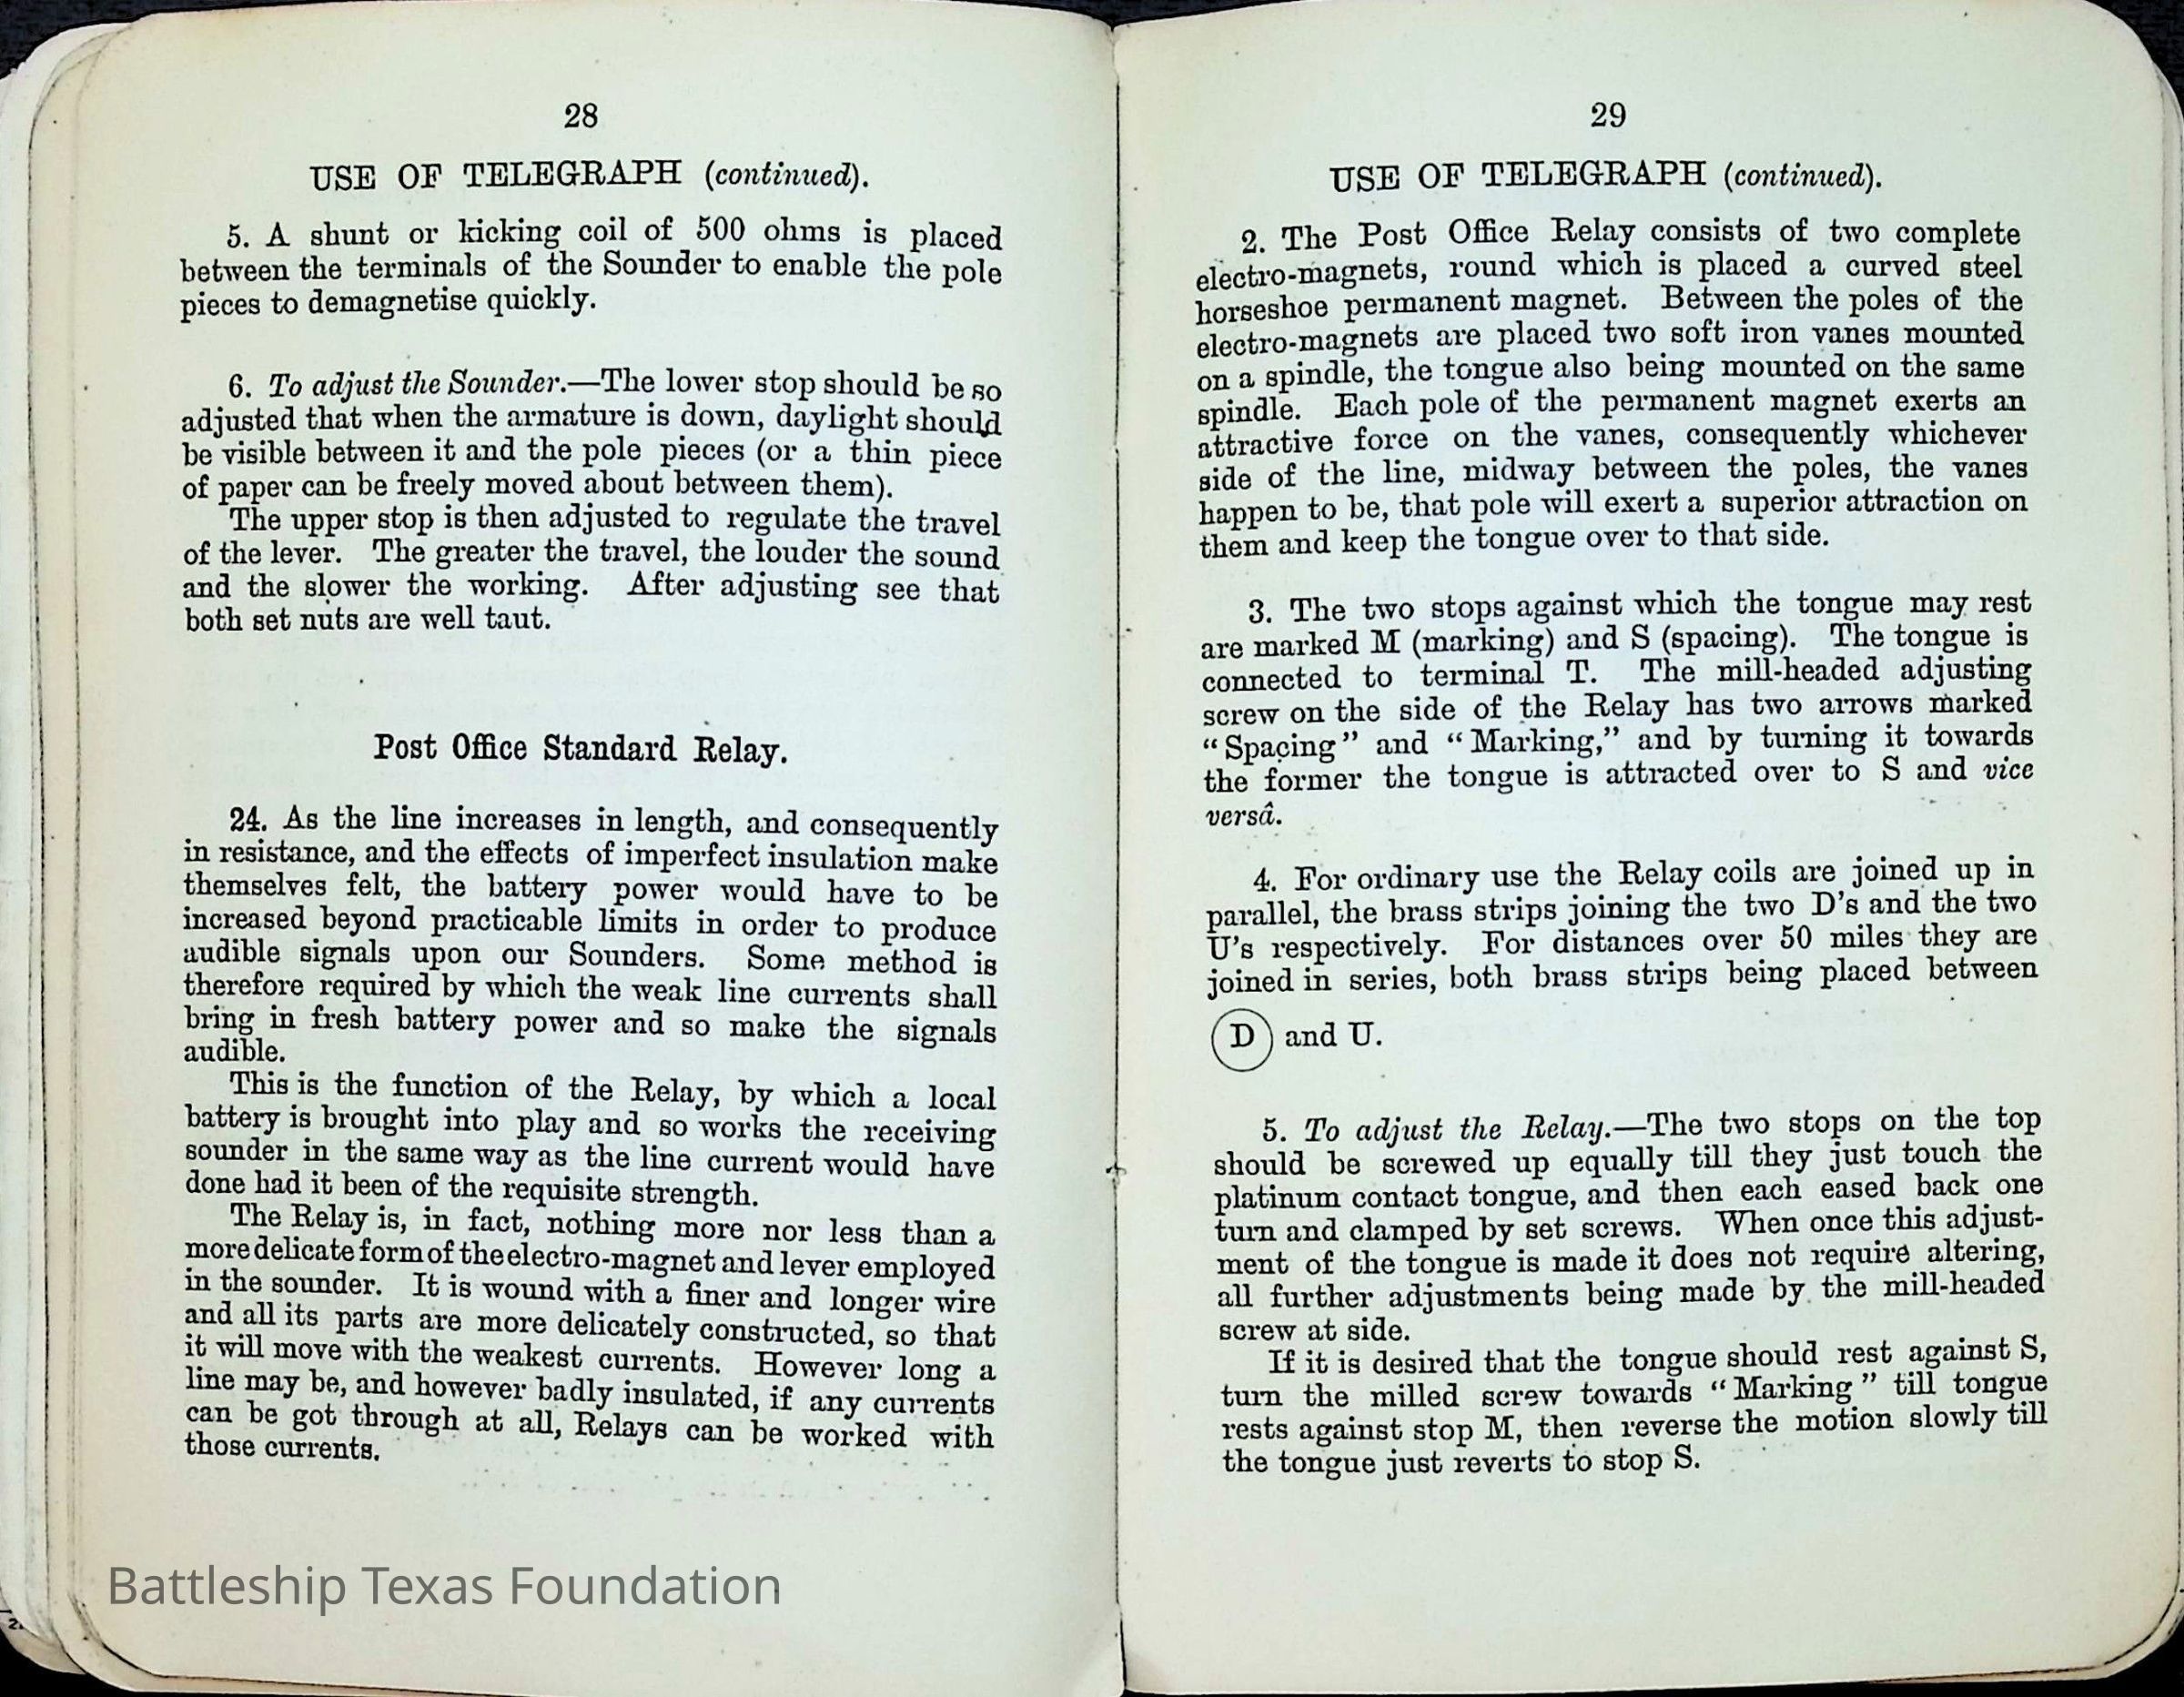 28
USE OF TELEGRAPH (continued).
5. A shunt or kicking coil of 500 ohms is placed
between the terminals of the Sounder to enable the pole
pieces to demagnetise quickly.
6. To adjust the Sounder.—The lower stop should be so
adjusted that when the armature is down, daylight should
be visible between it and the pole pieces (or a thin piece
of paper can be freely moved about between them).
The upper stop is then adjusted to regulate the travel
of the lever. The greater the travel, the louder the sound
and the slower the working. After adjusting see that
both set nuts are well taut.
Post Office Standard Relay.
24. As the line increases in length, and consequently
in resistance, and the effects of imperfect insulation make
themselves felt, the battery power would have to be
increased beyond practicable limits in order to produce
audible signals upon our Sounders. Some method is
therefore required by which the weak line currents shall
bring in fresh battery power and so make the signals
audible.
This is the function of the Relay, by which a local
battery is brought into play and so works the receiving
sounder in the same way as the line current would have
done had it been of the requisite strength.
The Relay is, in fact, nothing more nor less than a
more delicate form of the electro-magnet and lever employed
in the sounder. It is wound with a finer and longer wire
and all its parts are more delicately constructed, so that
it will move with the weakest currents. However long a
line may be, and however badly insulated, if any currents
can be got through at all, Relays can be worked with
those currents.
29
USE OF TELEGRAPH (continued).
2. The Post Office Relay consists of two complete
electro-magnets, round which is placed a curved steel
horseshoe permanent magnet. Between the poles of the
electro-magnets are placed two soft iron vanes mounted
on a spindle, the tongue also being mounted on the same
spindle. Each pole of the permanent magnet exerts an
attractive force on the vanes, consequently whichever
side of the line, midway between the poles, the vanes
happen to be, that pole will exert a superior attraction on
them and keep the tongue over to that side.
3. The two stops against which the tongue may rest
are marked M (marking) and S (spacing). The tongue is
connected to terminal T. The mill-headed adjusting
screw on the side of the Relay has two arrows marked
“Spacing” and “Marking,” and by turning it towards
the former the tongue is attracted over to S and vice
versâ.
4. For ordinary use the Relay coils are joined up in
parallel, the brass strips joining the two D’s and the two
U’s respectively. For distances over 50 miles they are
joined in series, both brass strips being placed between
D and U.
5. To adjust the Relay.—The two stops on the top
should be screwed up equally till they just touch the
platinum contact tongue, and then each eased back one
turn and clamped by set screws. When once this adjust-
ment of the tongue is made it does not require altering,
all further adjustments being made by the mill-headed
screw at side.
If it is desired that the tongue should rest against S,
turn the milled screw towards “Marking” till tongue
rests against stop M, then reverse the motion slowly till
the tongue just reverts to stop S.
Battleship Texas Foundation